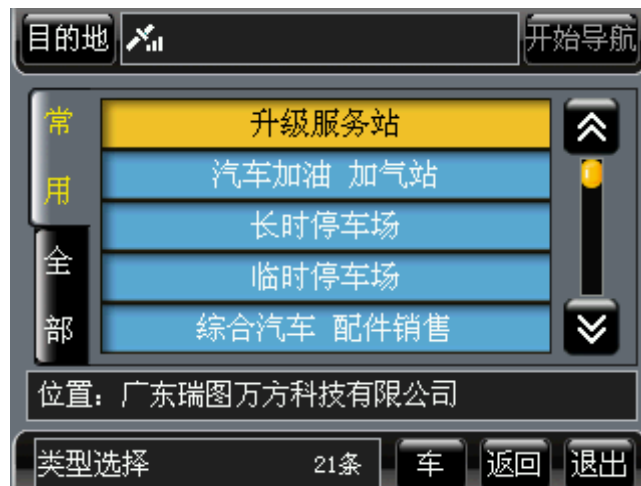 目的地 开始导航
常用
升级服务站
汽车加油 加气站
长时停车场
临时停车场
综合汽车 配件销售
全部
位置：广东瑞图万方科技有限公司
类型选择 21条 车 返回 退出